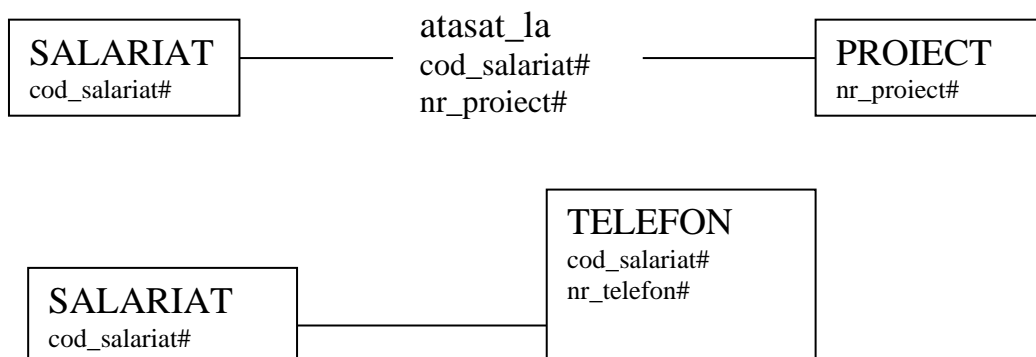 SALARIAT
cod_salariat#
atasat_la
cod_salariat#
nr_proiect#
PROIECT
nr_proiect#
TELEFON
cod_salariat#
nr_telefon#
SALARIAT
cod_salariat#